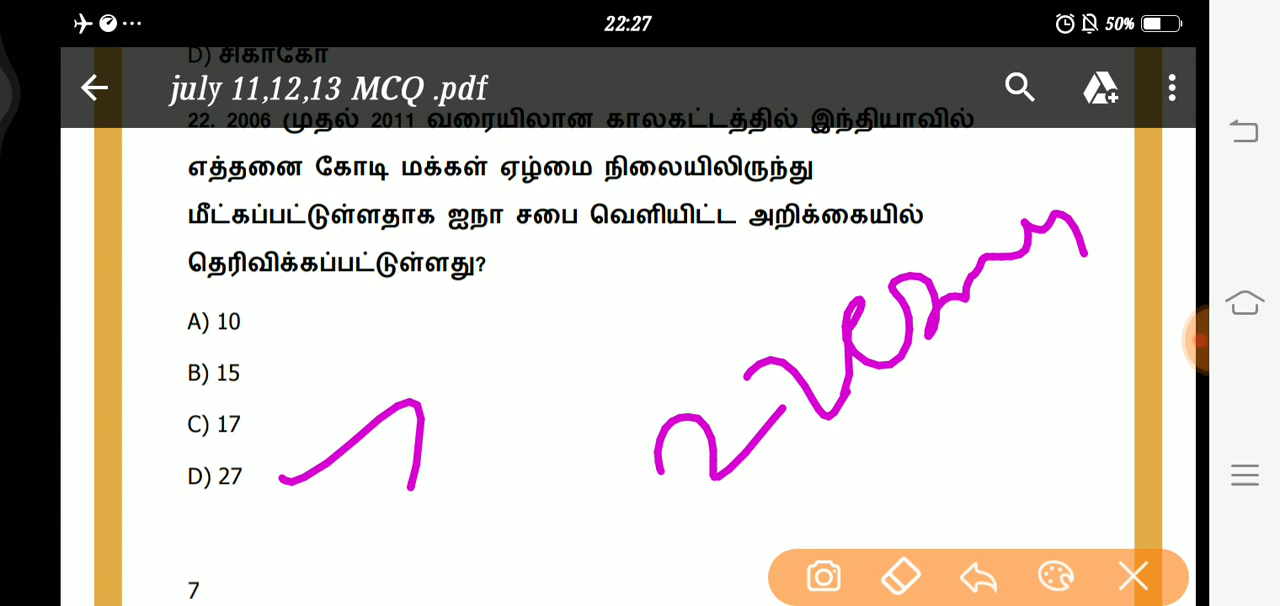 22:27
50%
D) சிகாகோ
july 11,12,13 MCQ .pdf
22. 2006 முதல் 2011 வரையிலான காலகட்டத்தில் இந்தியாவில்
எத்தனை கோடி மக்கள் ஏழ்மை நிலையிலிருந்து
மீட்கப்பட்டுள்ளதாக ஐநா சபை வெளியிட்ட அறிக்கையில்
தெரிவிக்கப்பட்டுள்ளது?
A) 10
B) 15
C) 17
D) 27
7